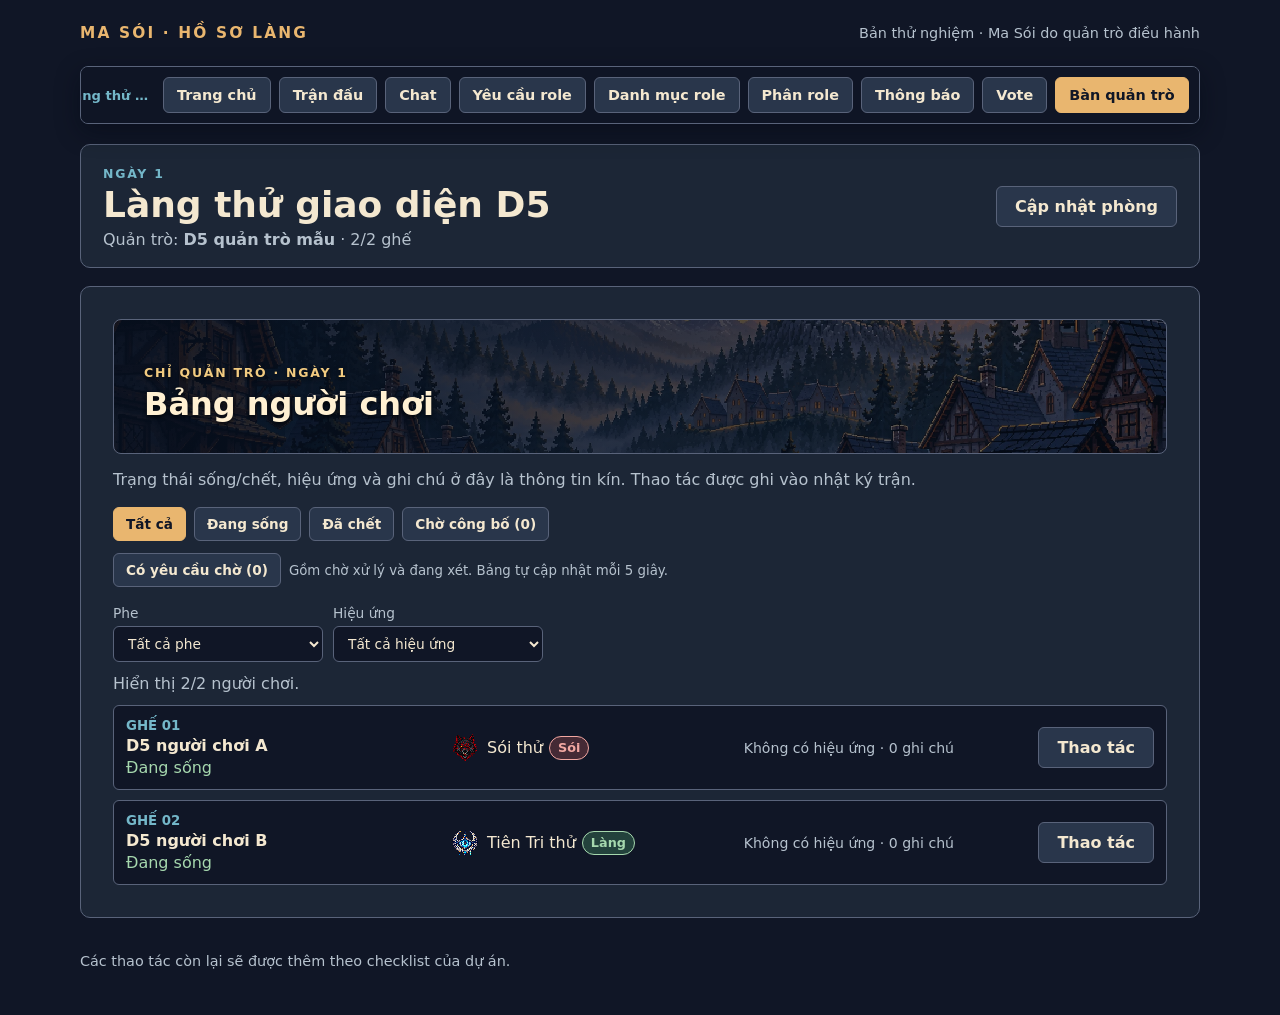 MA SÓI · HỒ SƠ LÀNG
Bản thử nghiệm · Ma Sói do quản trò điều hành
ng thử ...
Trang chủ
Trận đấu
Chat
Yêu cầu role
Danh mục role
Phân role
Thông báo
Vote
Bàn quản trò
NGÀY 1
Làng thử giao diện D5
Quản trò: D5 quản trò mẫu · 2/2 ghế
Cập nhật phòng
CHỈ QUẢN TRÒ · NGÀY 1
Bảng người chơi
Trạng thái sống/chết, hiệu ứng và ghi chú ở đây là thông tin kín. Thao tác được ghi vào nhật ký trận.
Tất cả
Đang sống
Đã chết
Chờ công bố (0)
Có yêu cầu chờ (0)
Gồm chờ xử lý và đang xét. Bảng tự cập nhật mỗi 5 giây.
Phe
Hiệu ứng
Tất cả phe
Tất cả hiệu ứng
Hiển thị 2/2 người chơi.
GHẾ 01
D5 người chơi A
Đang sống
Sói thử
Sói
Không có hiệu ứng · 0 ghi chú
Thao tác
GHẾ 02
D5 người chơi B
Đang sống
Tiên Tri thử
Làng
Không có hiệu ứng · 0 ghi chú
Thao tác
Các thao tác còn lại sẽ được thêm theo checklist của dự án.